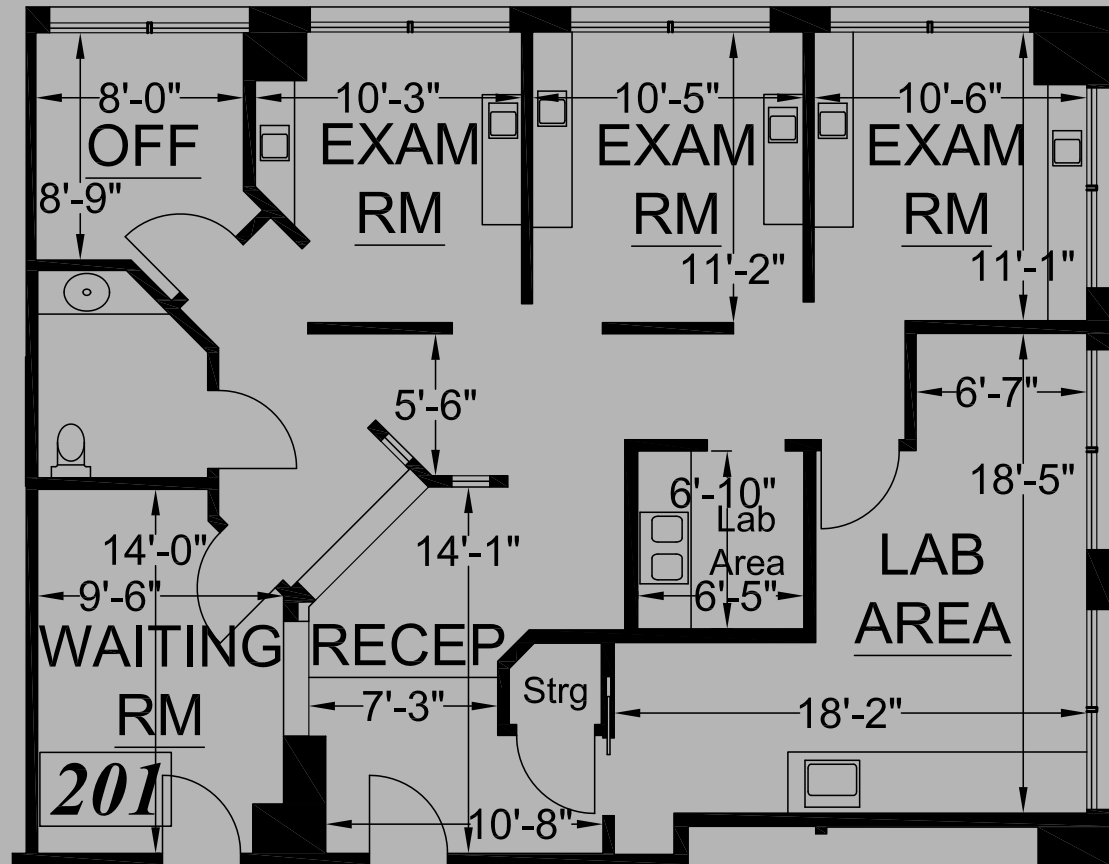 8'-0"
OFF
8'-9"
10'-3"
EXAM
RM
10'-5"
EXAM
RM
11'-2"
10'-6"
EXAM
RM
11'-1"
5'-6"
6'-7"
18'-5"
6'-10"
Lab
Area
6'-5"
LAB
AREA
14'-0"
9'-6"
WAITING
RM
201
14'-1"
RECEP
7'-3"
Strg
18'-2"
10'-8"